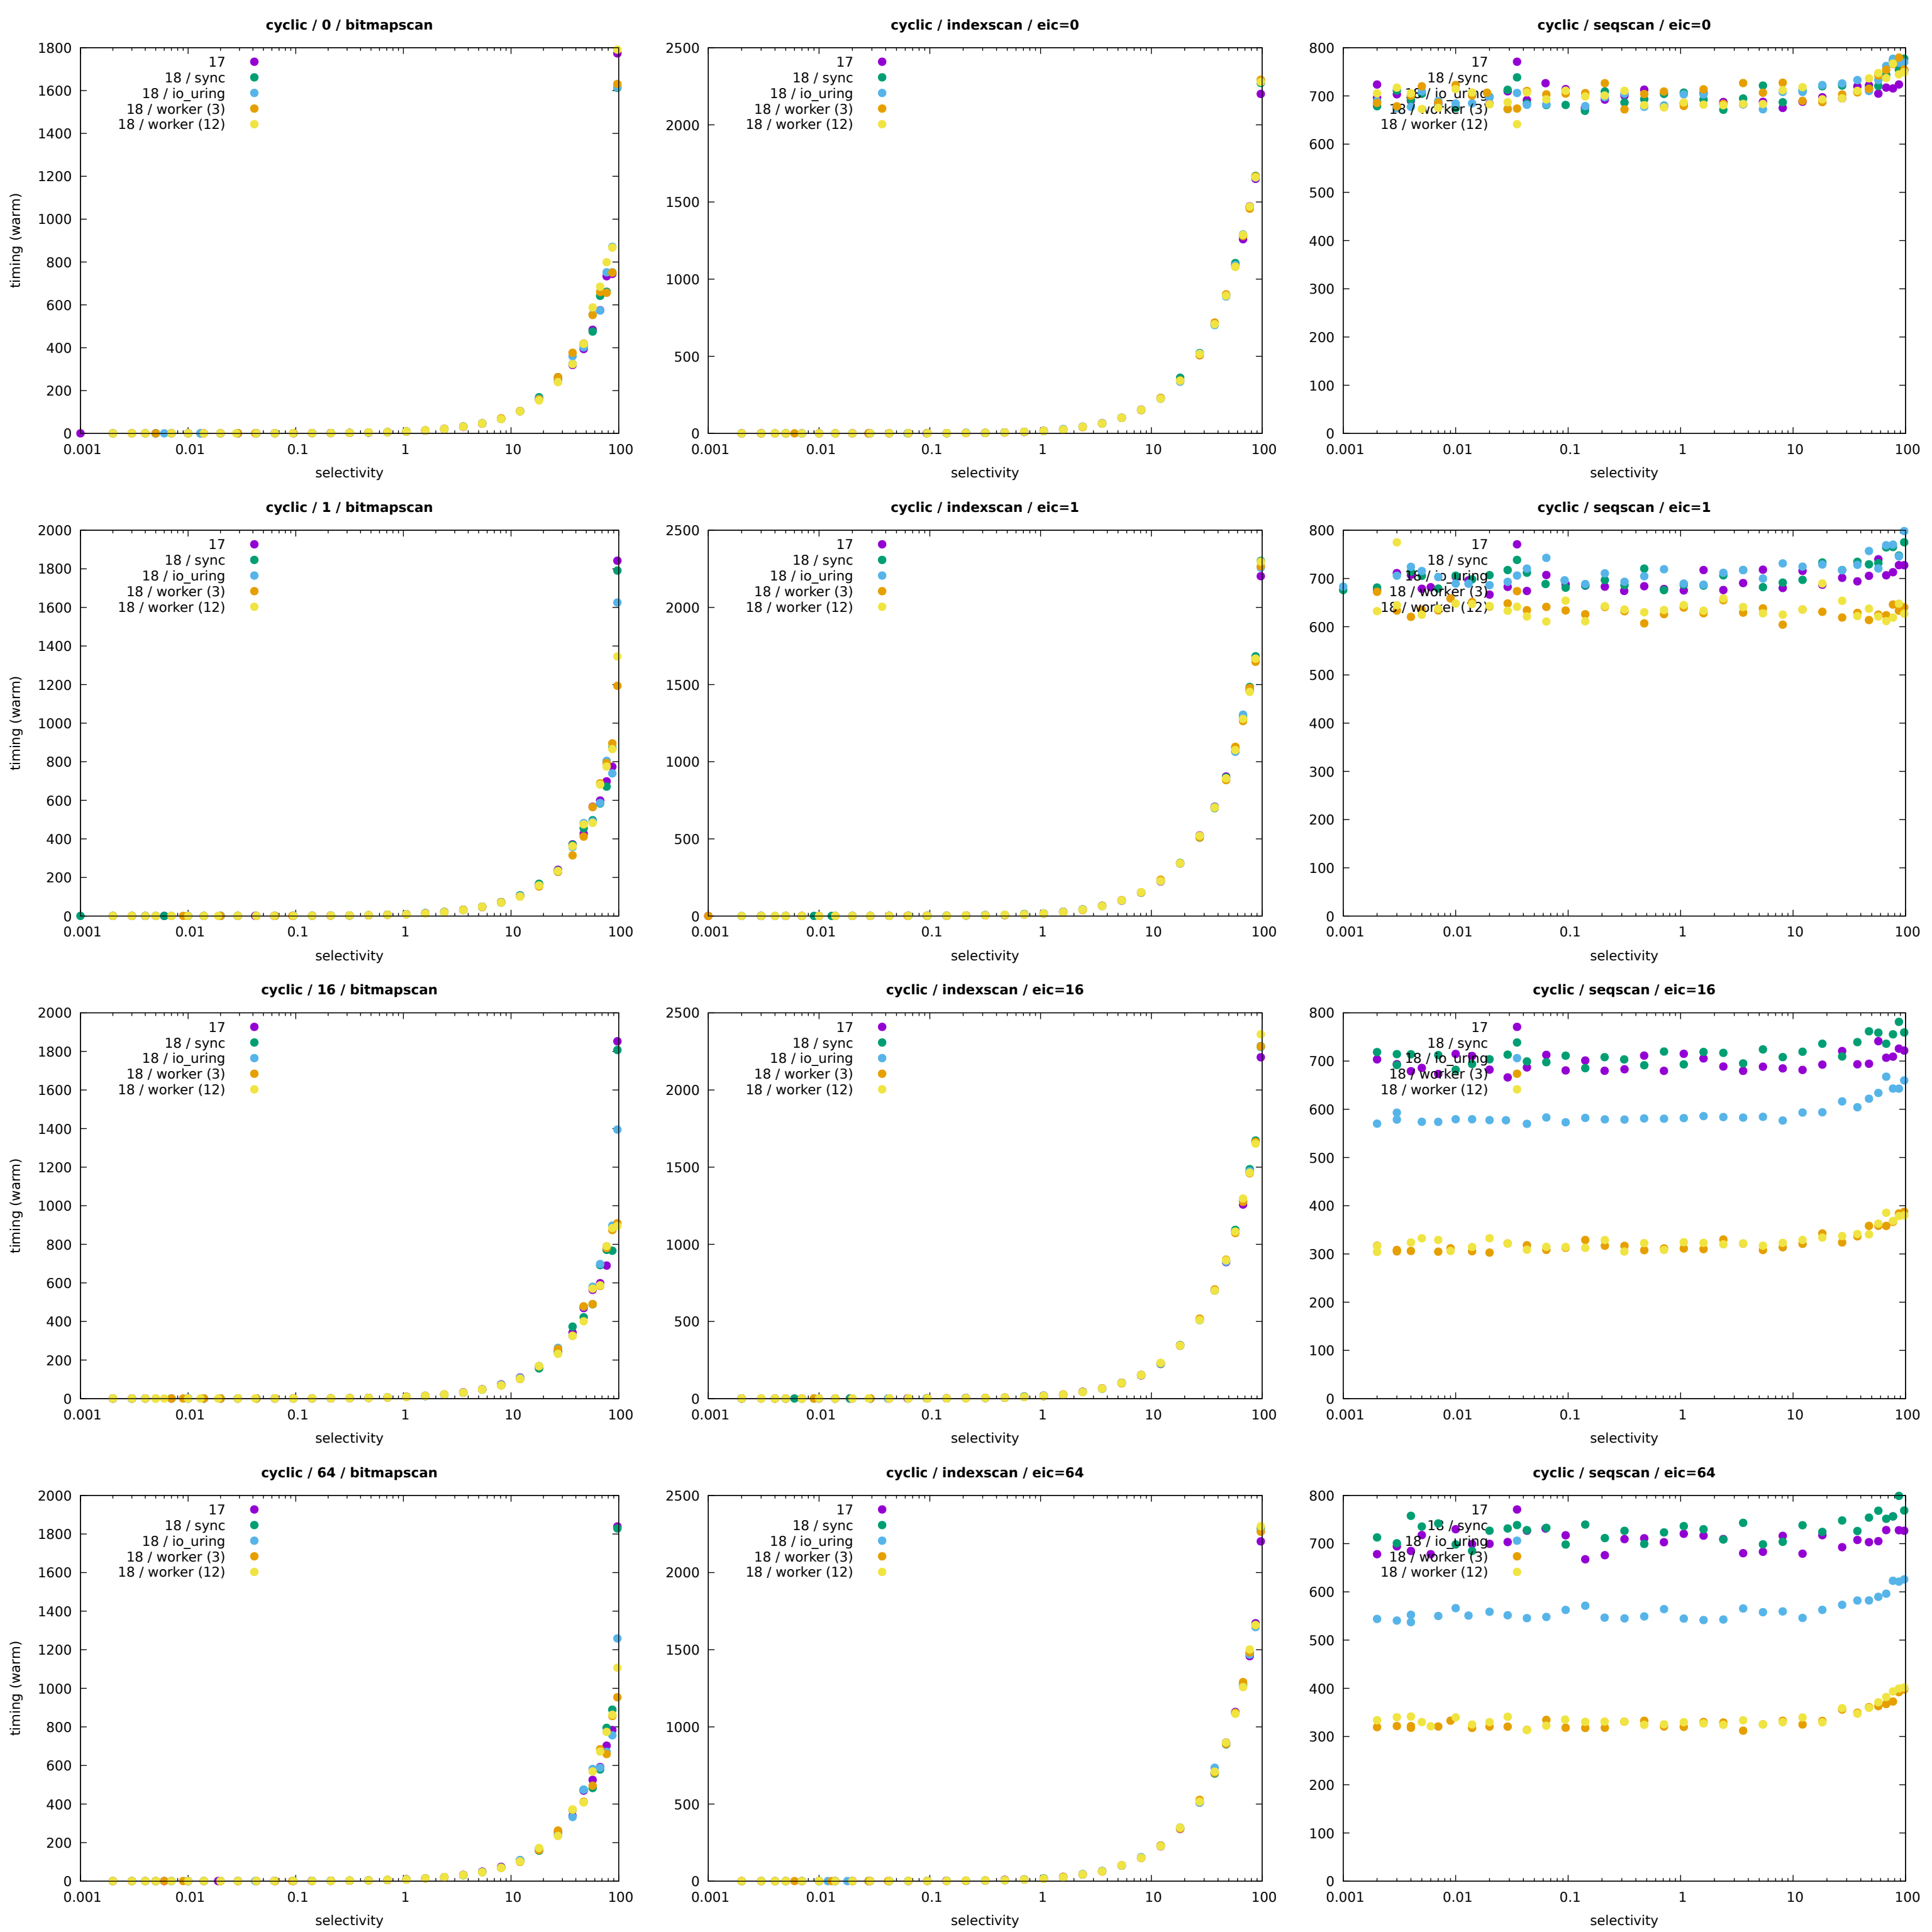 cyclic / 0 / bitmapscan
timing (warm)
1800
1600
1400
1200
1000
800
600
400
200
0
17
18 / sync
18 / io_uring
18 / worker (3)
18 / worker (12)
0.001 0.01 0.1 1 10 100
selectivity
cyclic / indexscan / eic=0
2500
2000
1500
1000
500
0
17
18 / sync
18 / io_uring
18 / worker (3)
18 / worker (12)
0.001 0.01 0.1 1 10 100
selectivity
cyclic / seqscan / eic=0
800
700
600
500
400
300
200
100
0
17
18 / sync
18 / io_uring
18 / worker (3)
18 / worker (12)
0.001 0.01 0.1 1 10 100
selectivity
cyclic / 1 / bitmapscan
timing (warm)
2000
1800
1600
1400
1200
1000
800
600
400
200
0
17
18 / sync
18 / io_uring
18 / worker (3)
18 / worker (12)
0.001 0.01 0.1 1 10 100
selectivity
cyclic / indexscan / eic=1
2500
2000
1500
1000
500
0
17
18 / sync
18 / io_uring
18 / worker (3)
18 / worker (12)
0.001 0.01 0.1 1 10 100
selectivity
cyclic / seqscan / eic=1
800
700
600
500
400
300
200
100
0
17
18 / sync
18 / io_uring
18 / worker (3)
18 / worker (12)
0.001 0.01 0.1 1 10 100
selectivity
cyclic / 16 / bitmapscan
timing (warm)
2000
1800
1600
1400
1200
1000
800
600
400
200
0
17
18 / sync
18 / io_uring
18 / worker (3)
18 / worker (12)
0.001 0.01 0.1 1 10 100
selectivity
cyclic / indexscan / eic=16
2500
2000
1500
1000
500
0
17
18 / sync
18 / io_uring
18 / worker (3)
18 / worker (12)
0.001 0.01 0.1 1 10 100
selectivity
cyclic / seqscan / eic=16
800
700
600
500
400
300
200
100
0
17
18 / sync
18 / io_uring
18 / worker (3)
18 / worker (12)
0.001 0.01 0.1 1 10 100
selectivity
cyclic / 64 / bitmapscan
timing (warm)
2000
1800
1600
1400
1200
1000
800
600
400
200
0
17
18 / sync
18 / io_uring
18 / worker (3)
18 / worker (12)
0.001 0.01 0.1 1 10 100
selectivity
cyclic / indexscan / eic=64
2500
2000
1500
1000
500
0
17
18 / sync
18 / io_uring
18 / worker (3)
18 / worker (12)
0.001 0.01 0.1 1 10 100
selectivity
cyclic / seqscan / eic=64
800
700
600
500
400
300
200
100
0
17
18 / sync
18 / io_uring
18 / worker (3)
18 / worker (12)
0.001 0.01 0.1 1 10 100
selectivity